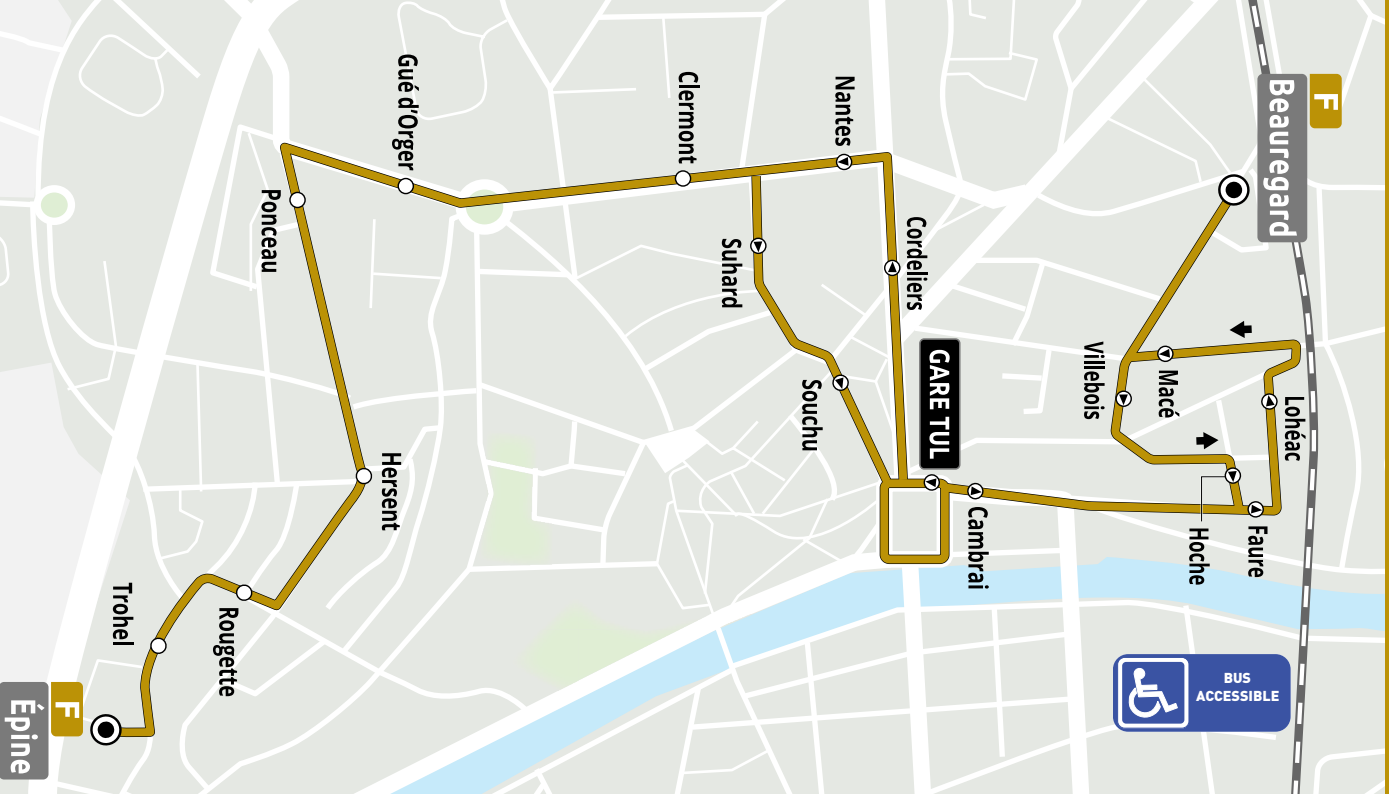 F
Beauregard
Gué d'Orger
Clermont
Nantes
Ponceau
Suhard
Cordeliers
Villebois
Macé
Lohéac
GARE TUL
Souchu
Hersent
Cambrai
Hoche
Faure
Trohel
Rougette
F
Épine
BUS
ACCESSIBLE